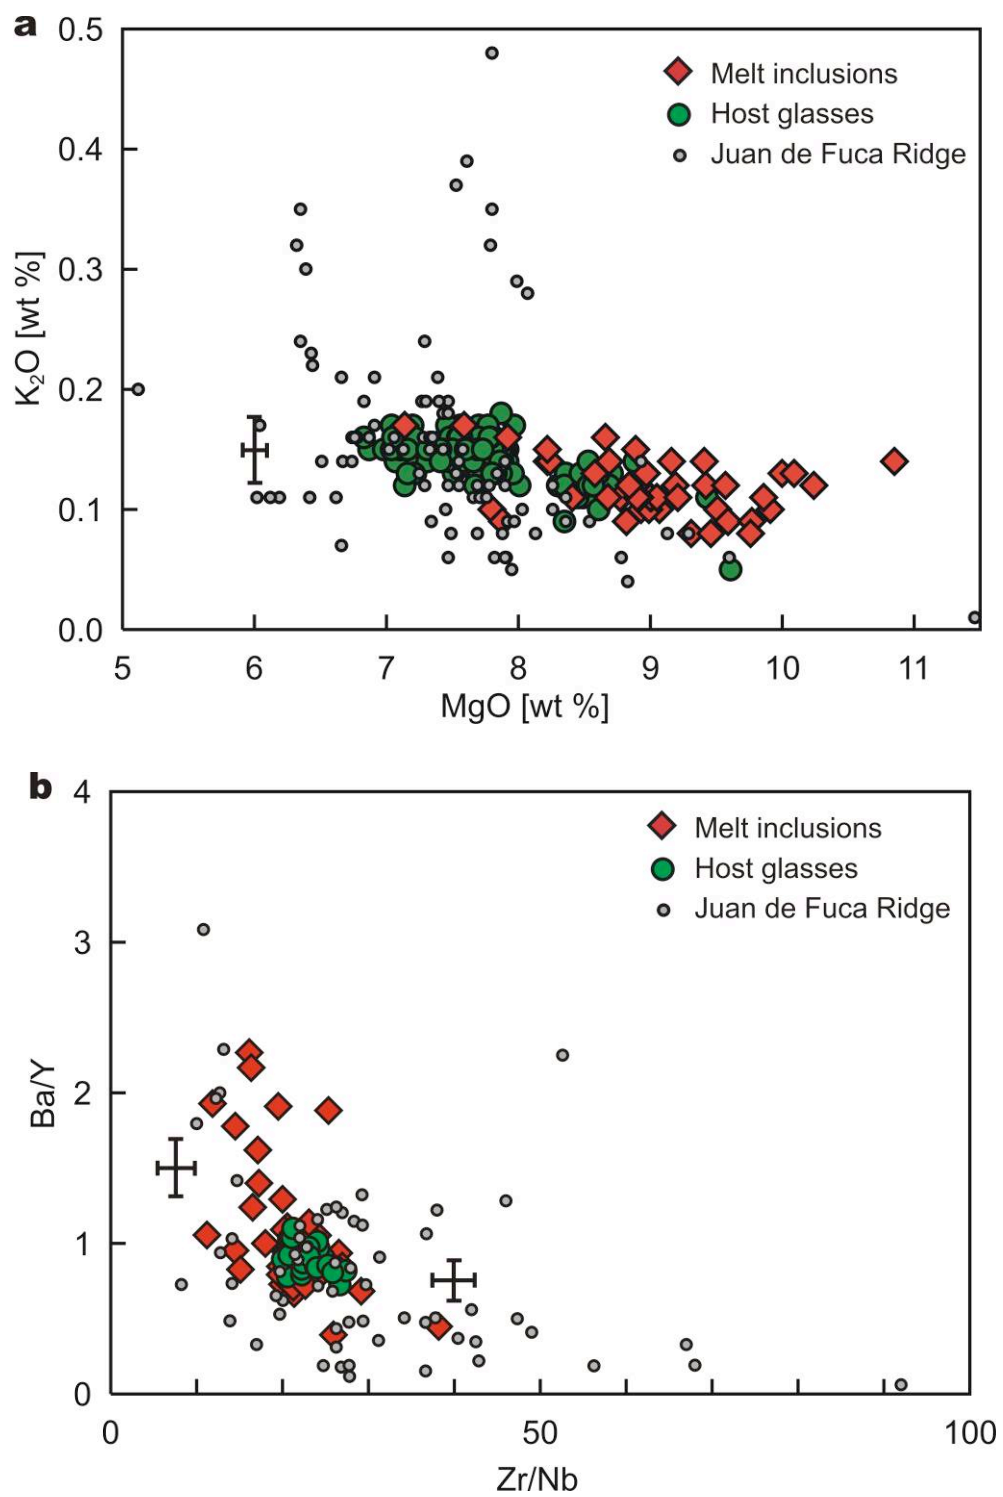 a
0.5
Melt inclusions
Host glasses
Juan de Fuca Ridge
0.4
0.3
K₂O [wt %]
0.2
0.1
0.0
5 6 7 8 9 10 11
MgO [wt %]
b
4
Melt inclusions
Host glasses
Juan de Fuca Ridge
3
Ba/Y
2
1
0
0 50 100
Zr/Nb